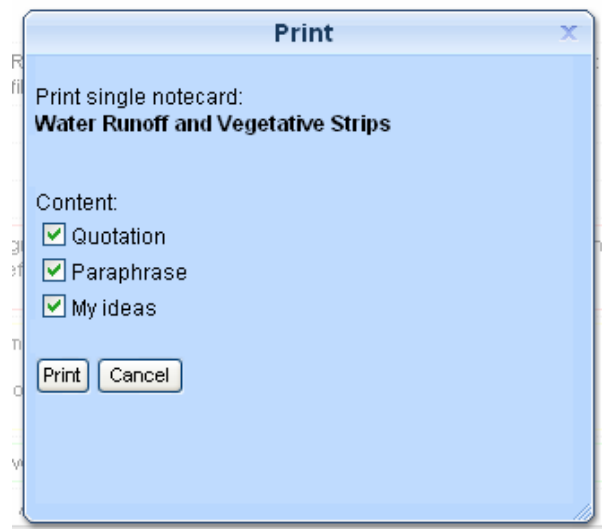 Print
Print single notecard:
Water Runoff and Vegetative Strips
Content:
Quotation
Paraphrase
My ideas
Print Cancel